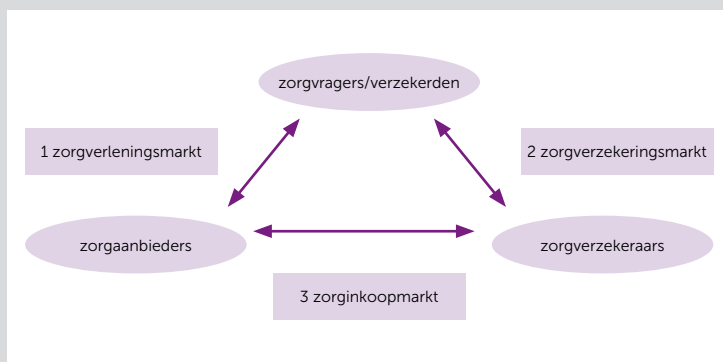 zorgvragers/verzekerden
1 zorgverleningsmarkt
2 zorgverzekeringsmarkt
zorgaanbieders
zorgverzekeraars
3 zorginkoopmarkt